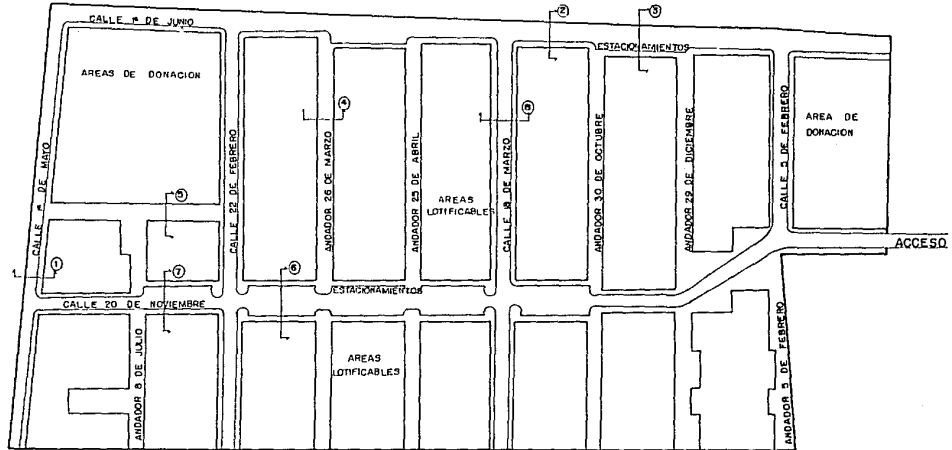 CALLE 1º DE JUNIO
②
③
ESTACIONAMIENTOS
AREAS DE DONACION
④
⑧
AREA DE
DONACION
CALLE 1º DE MAYO
CALLE 22 DE FEBRERO
ANDADOR 26 DE MARZO
ANDADOR 25 DE ABRIL
CALLE 18 DE MARZO
ANDADOR 30 DE OCTUBRE
ANDADOR 29 DE DICIEMBRE
CALLE 5 DE FEBRERO
⑤
AREAS
LOTIFICABLES
ACCESO
①
⑦
⑥
ESTACIONAMIENTOS
CALLE 20 DE NOVIEMBRE
ANDADOR 8 DE JULIO
AREAS
LOTIFICABLES
ANDADOR 5 DE FEBRERO